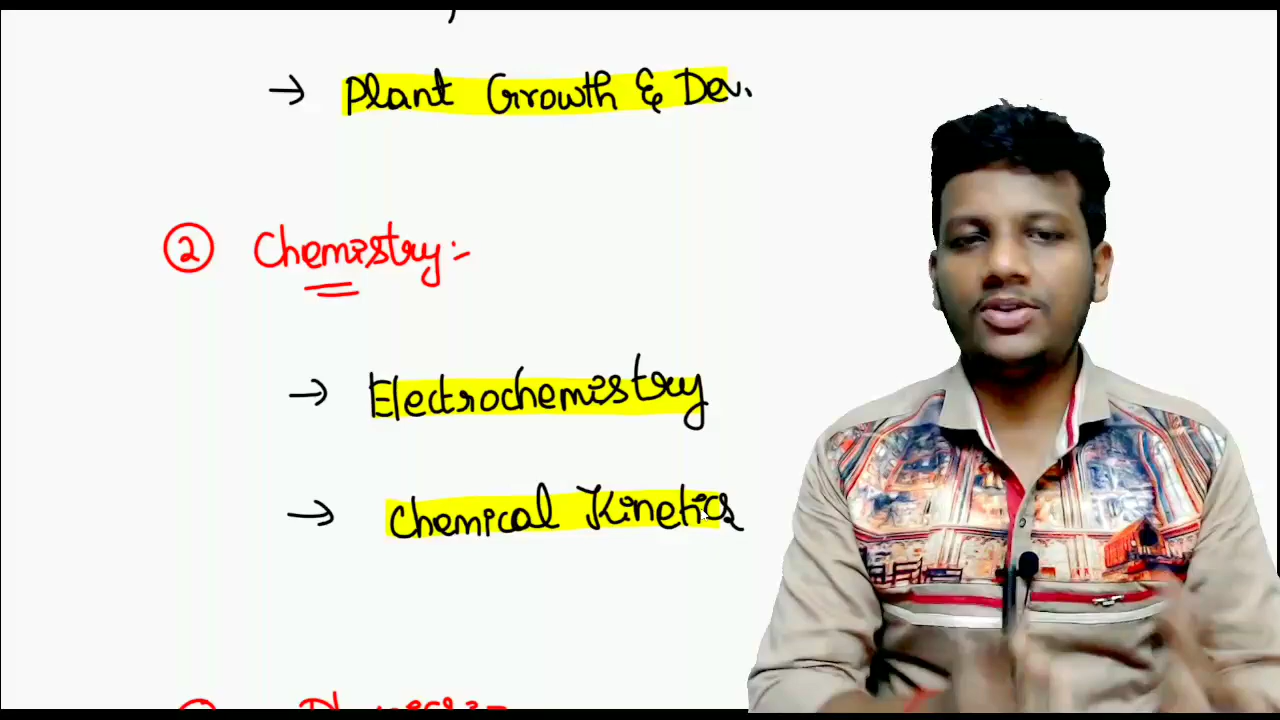 → Plant Growth & Dev.
② Chemistry:-
→ Electrochemistry
→ Chemical Kinetics